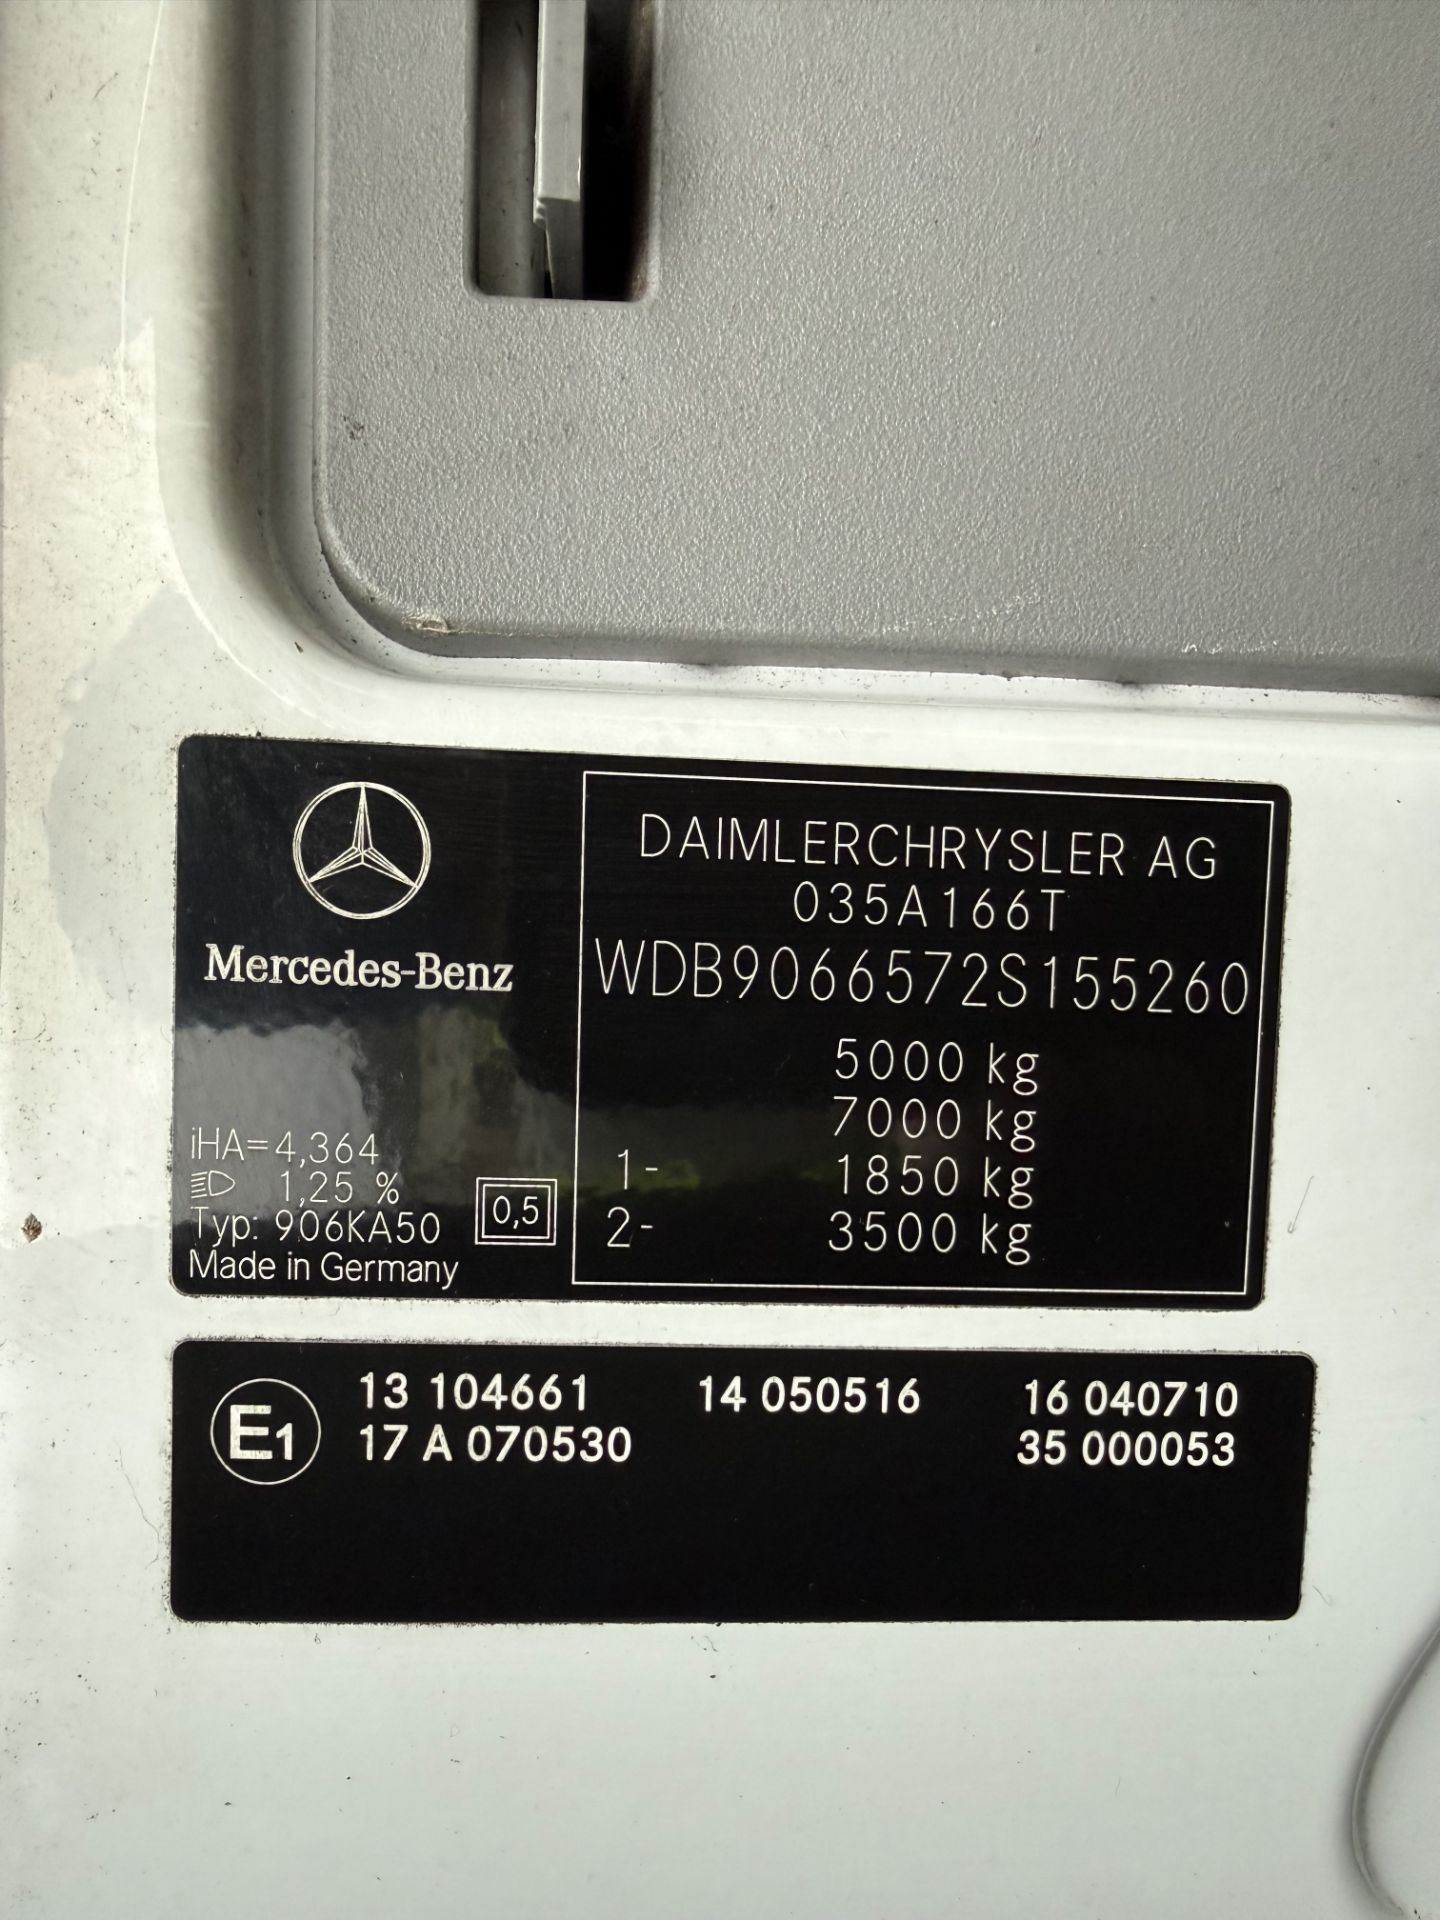 Mercedes-Benz
iHA=4,364
1,25 %
Typ: 906KA50
Made in Germany
0,5
DAIMLERCHRYSLER AG
035A166T
WDB9066572S155260
5000 kg
7000 kg
1- 1850 kg
2- 3500 kg
E1
13 104661 14 050516 16 040710
17 A 070530 35 000053